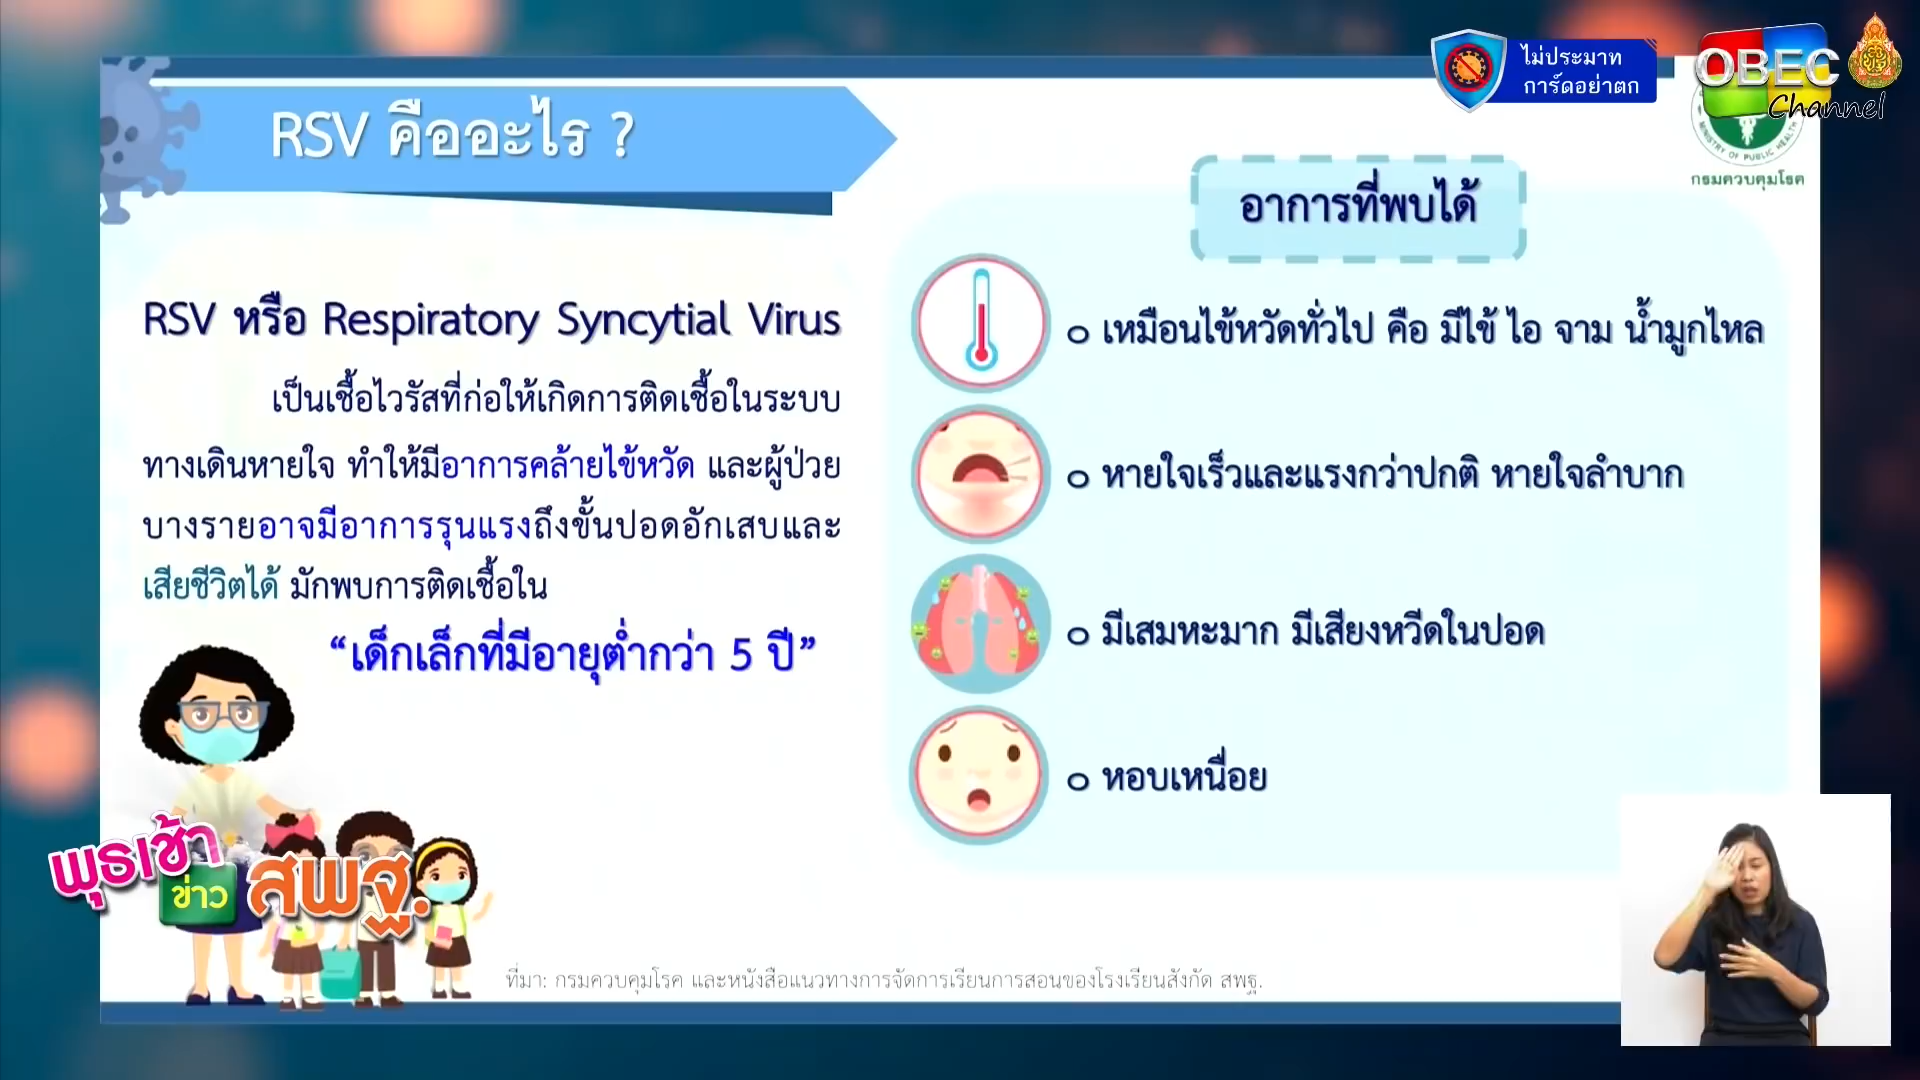 ไม่ประมาท
การ์ดอย่าตก
OBEC
Channel
MINISTRY OF PUBLIC HEALTH
กรมควบคุมโรค
RSV คืออะไร ?
RSV หรือ Respiratory Syncytial Virus
เป็นเชื้อไวรัสที่ก่อให้เกิดการติดเชื้อในระบบ
ทางเดินหายใจ ทำให้มีอาการคล้ายไข้หวัด และผู้ป่วย
บางรายอาจมีอาการรุนแรงถึงขั้นปอดอักเสบและ
เสียชีวิตได้ มักพบการติดเชื้อใน
“เด็กเล็กที่มีอายุต่ำกว่า 5 ปี”
อาการที่พบได้
o เหมือนไข้หวัดทั่วไป คือ มีไข้ ไอ จาม น้ำมูกไหล
o หายใจเร็วและแรงกว่าปกติ หายใจลำบาก
o มีเสมหะมาก มีเสียงหวีดในปอด
o หอบเหนื่อย
พุธเช้า
ข่าว
สพฐ.
ที่มา: กรมควบคุมโรค และหนังสือแนวทางการจัดการเรียนการสอนของโรงเรียนสังกัด สพฐ.